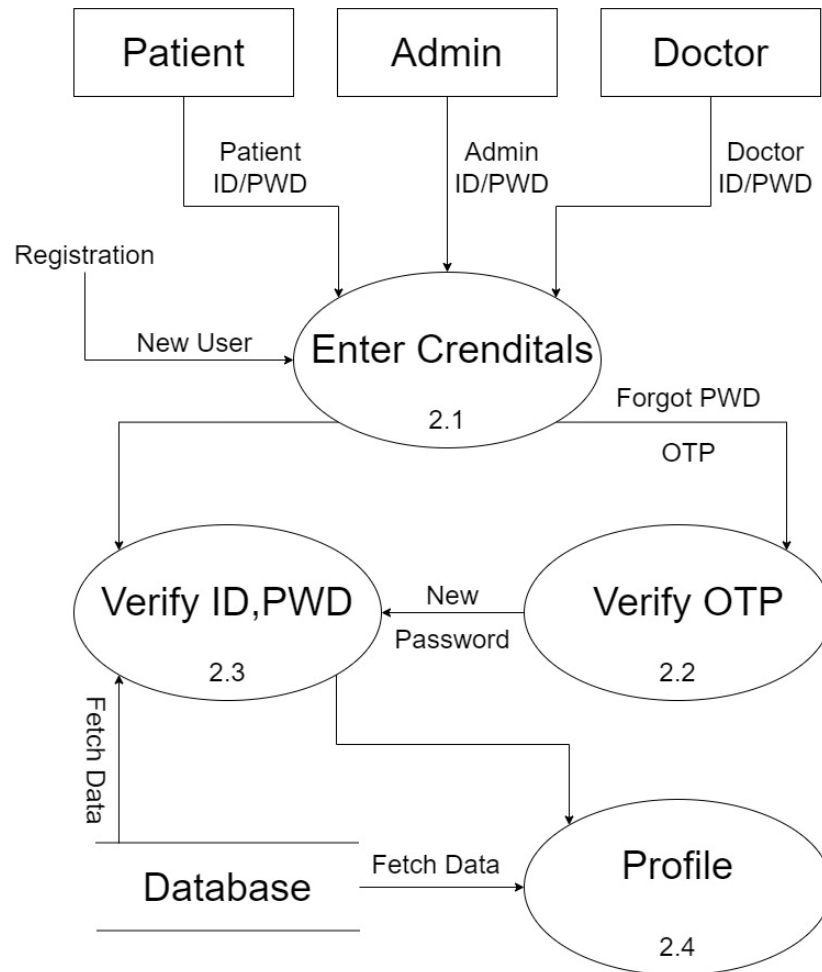 Patient
Admin
Doctor
Patient
ID/PWD
Admin
ID/PWD
Doctor
ID/PWD
Registration
New User
Enter Crenditals
2.1
Forgot PWD
OTP
Verify ID,PWD
2.3
New
Password
Verify OTP
2.2
Fetch Data
Database
Fetch Data
Profile
2.4